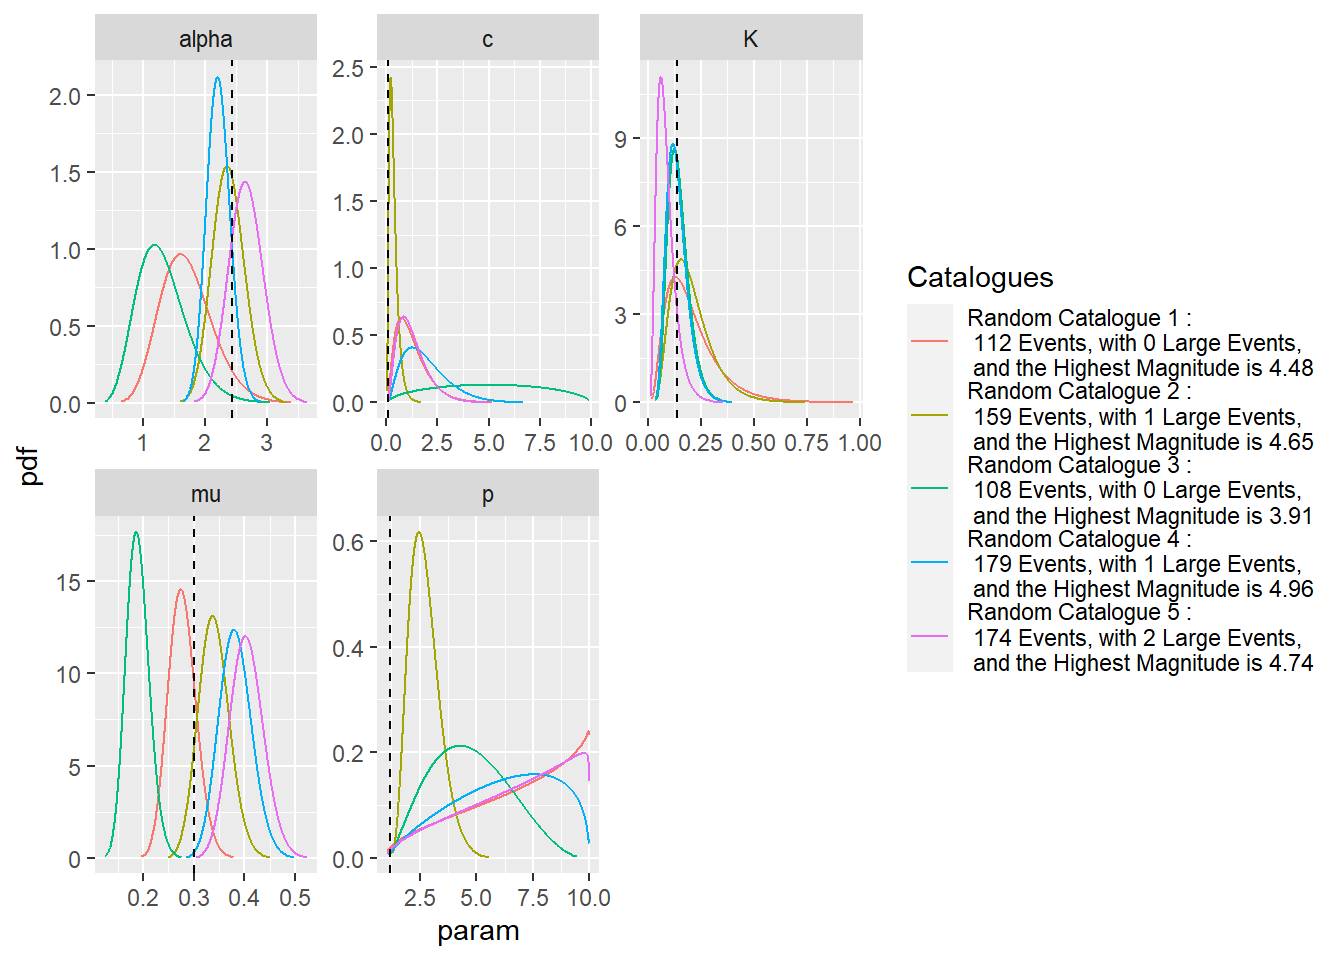 alpha
c
K
2.0
1.5
1.0
0.5
0.0
1
2
3
2.5
2.0
1.5
1.0
0.5
0.0
0.0
2.5
5.0
7.5
10.0
9
6
3
0
0.00
0.25
0.50
0.75
1.00
pdf
mu
p
15
10
5
0
0.2
0.3
0.4
0.5
0.6
0.4
0.2
0.0
2.5
5.0
7.5
10.0
param
Catalogues
Random Catalogue 1 :
112 Events, with 0 Large Events,
and the Highest Magnitude is 4.48
Random Catalogue 2 :
159 Events, with 1 Large Events,
and the Highest Magnitude is 4.65
Random Catalogue 3 :
108 Events, with 0 Large Events,
and the Highest Magnitude is 3.91
Random Catalogue 4 :
179 Events, with 1 Large Events,
and the Highest Magnitude is 4.96
Random Catalogue 5 :
174 Events, with 2 Large Events,
and the Highest Magnitude is 4.74